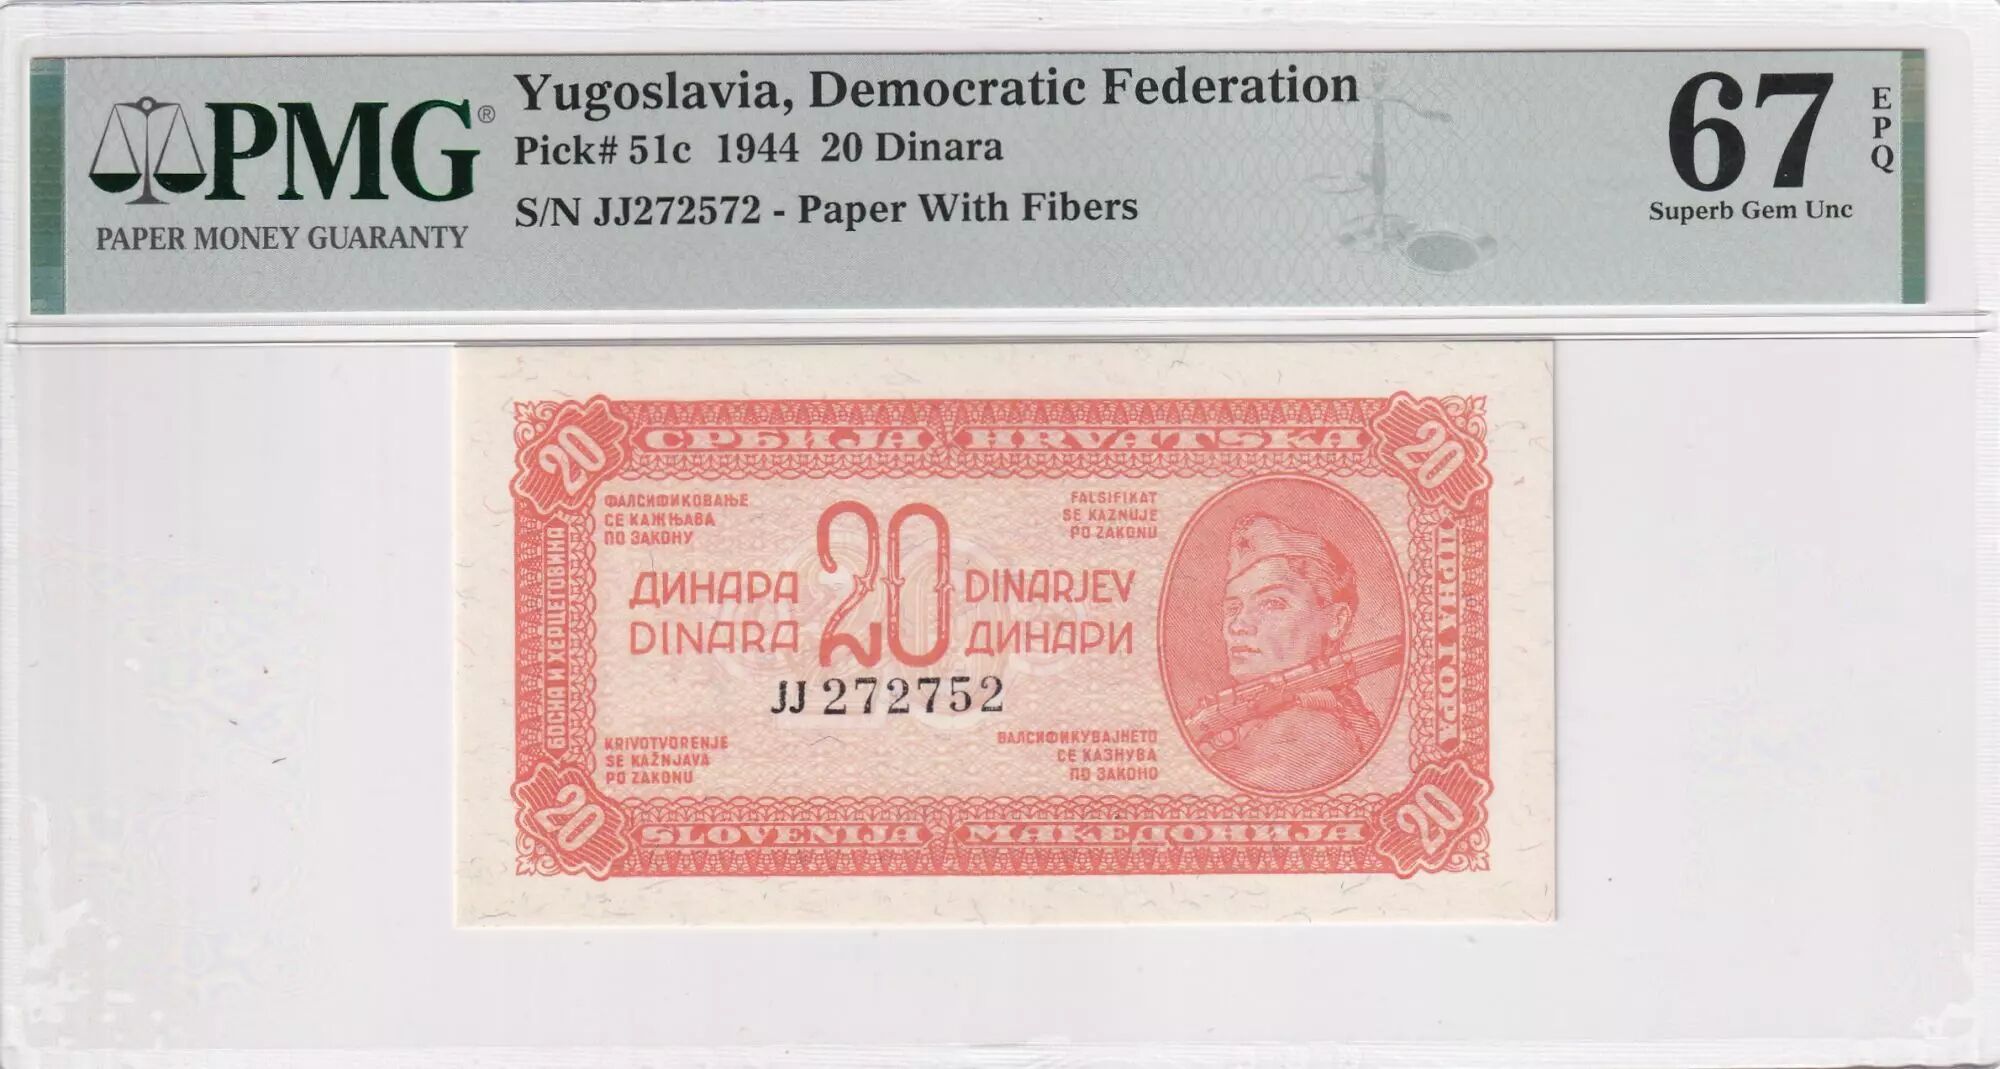 PMG®
PAPER MONEY GUARANTY
Yugoslavia, Democratic Federation
Pick# 51c 1944 20 Dinara
S/N JJ272572 - Paper With Fibers
67
EPQ
Superb Gem Unc
20
СРБИЈА HRVATSKA
20
ФАЛСИФИКОВАЊЕ
СЕ КАЖЊАВА
ПО ЗАКОНУ
FALSIFIKAT
SE KAZNUJE
PO ZAKONU
БОСНА И ХЕРЦЕГОВИНА
ЦРНА ГОРА
ДИНАРА 20 DINARJEV
DINARA ДИНАРИ
JJ 272752
KRIVOTVORENJE
SE KAŽNJAVA
PO ZAKONU
ВАЛСИФИКУВАЈНЕТО
СЕ КАЗНУВА
ПО ЗАКОНО
20
SLOVENIJA МАКЕДОНИЈА
20